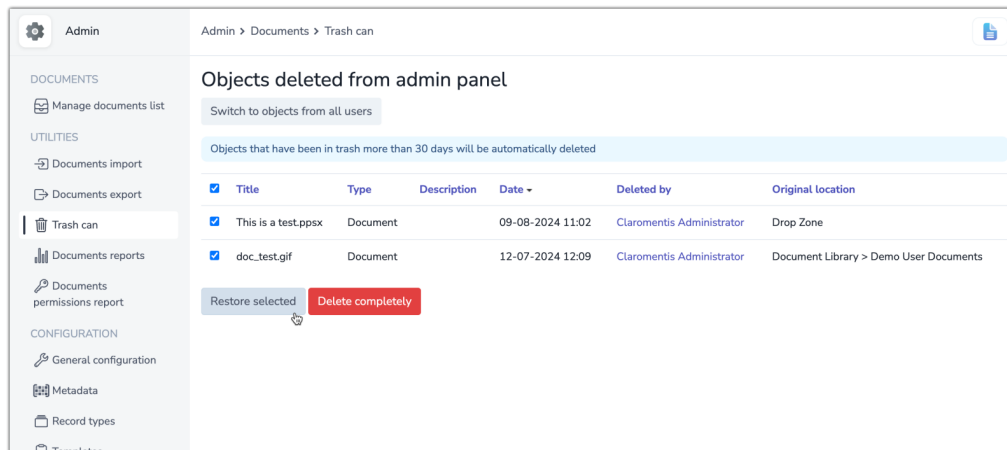 Admin
Admin > Documents > Trash can
DOCUMENTS
Manage documents list
UTILITIES
Documents import
Documents export
Trash can
Documents reports
Documents
permissions report
CONFIGURATION
General configuration
Metadata
Record types
Templates
Objects deleted from admin panel
Switch to objects from all users
Objects that have been in trash more than 30 days will be automatically deleted
Title Type Description Date Deleted by Original location
This is a test.ppsx Document 09-08-2024 11:02 Claromentis Administrator Drop Zone
doc_test.gif Document 12-07-2024 12:09 Claromentis Administrator Document Library > Demo User Documents
Restore selected Delete completely